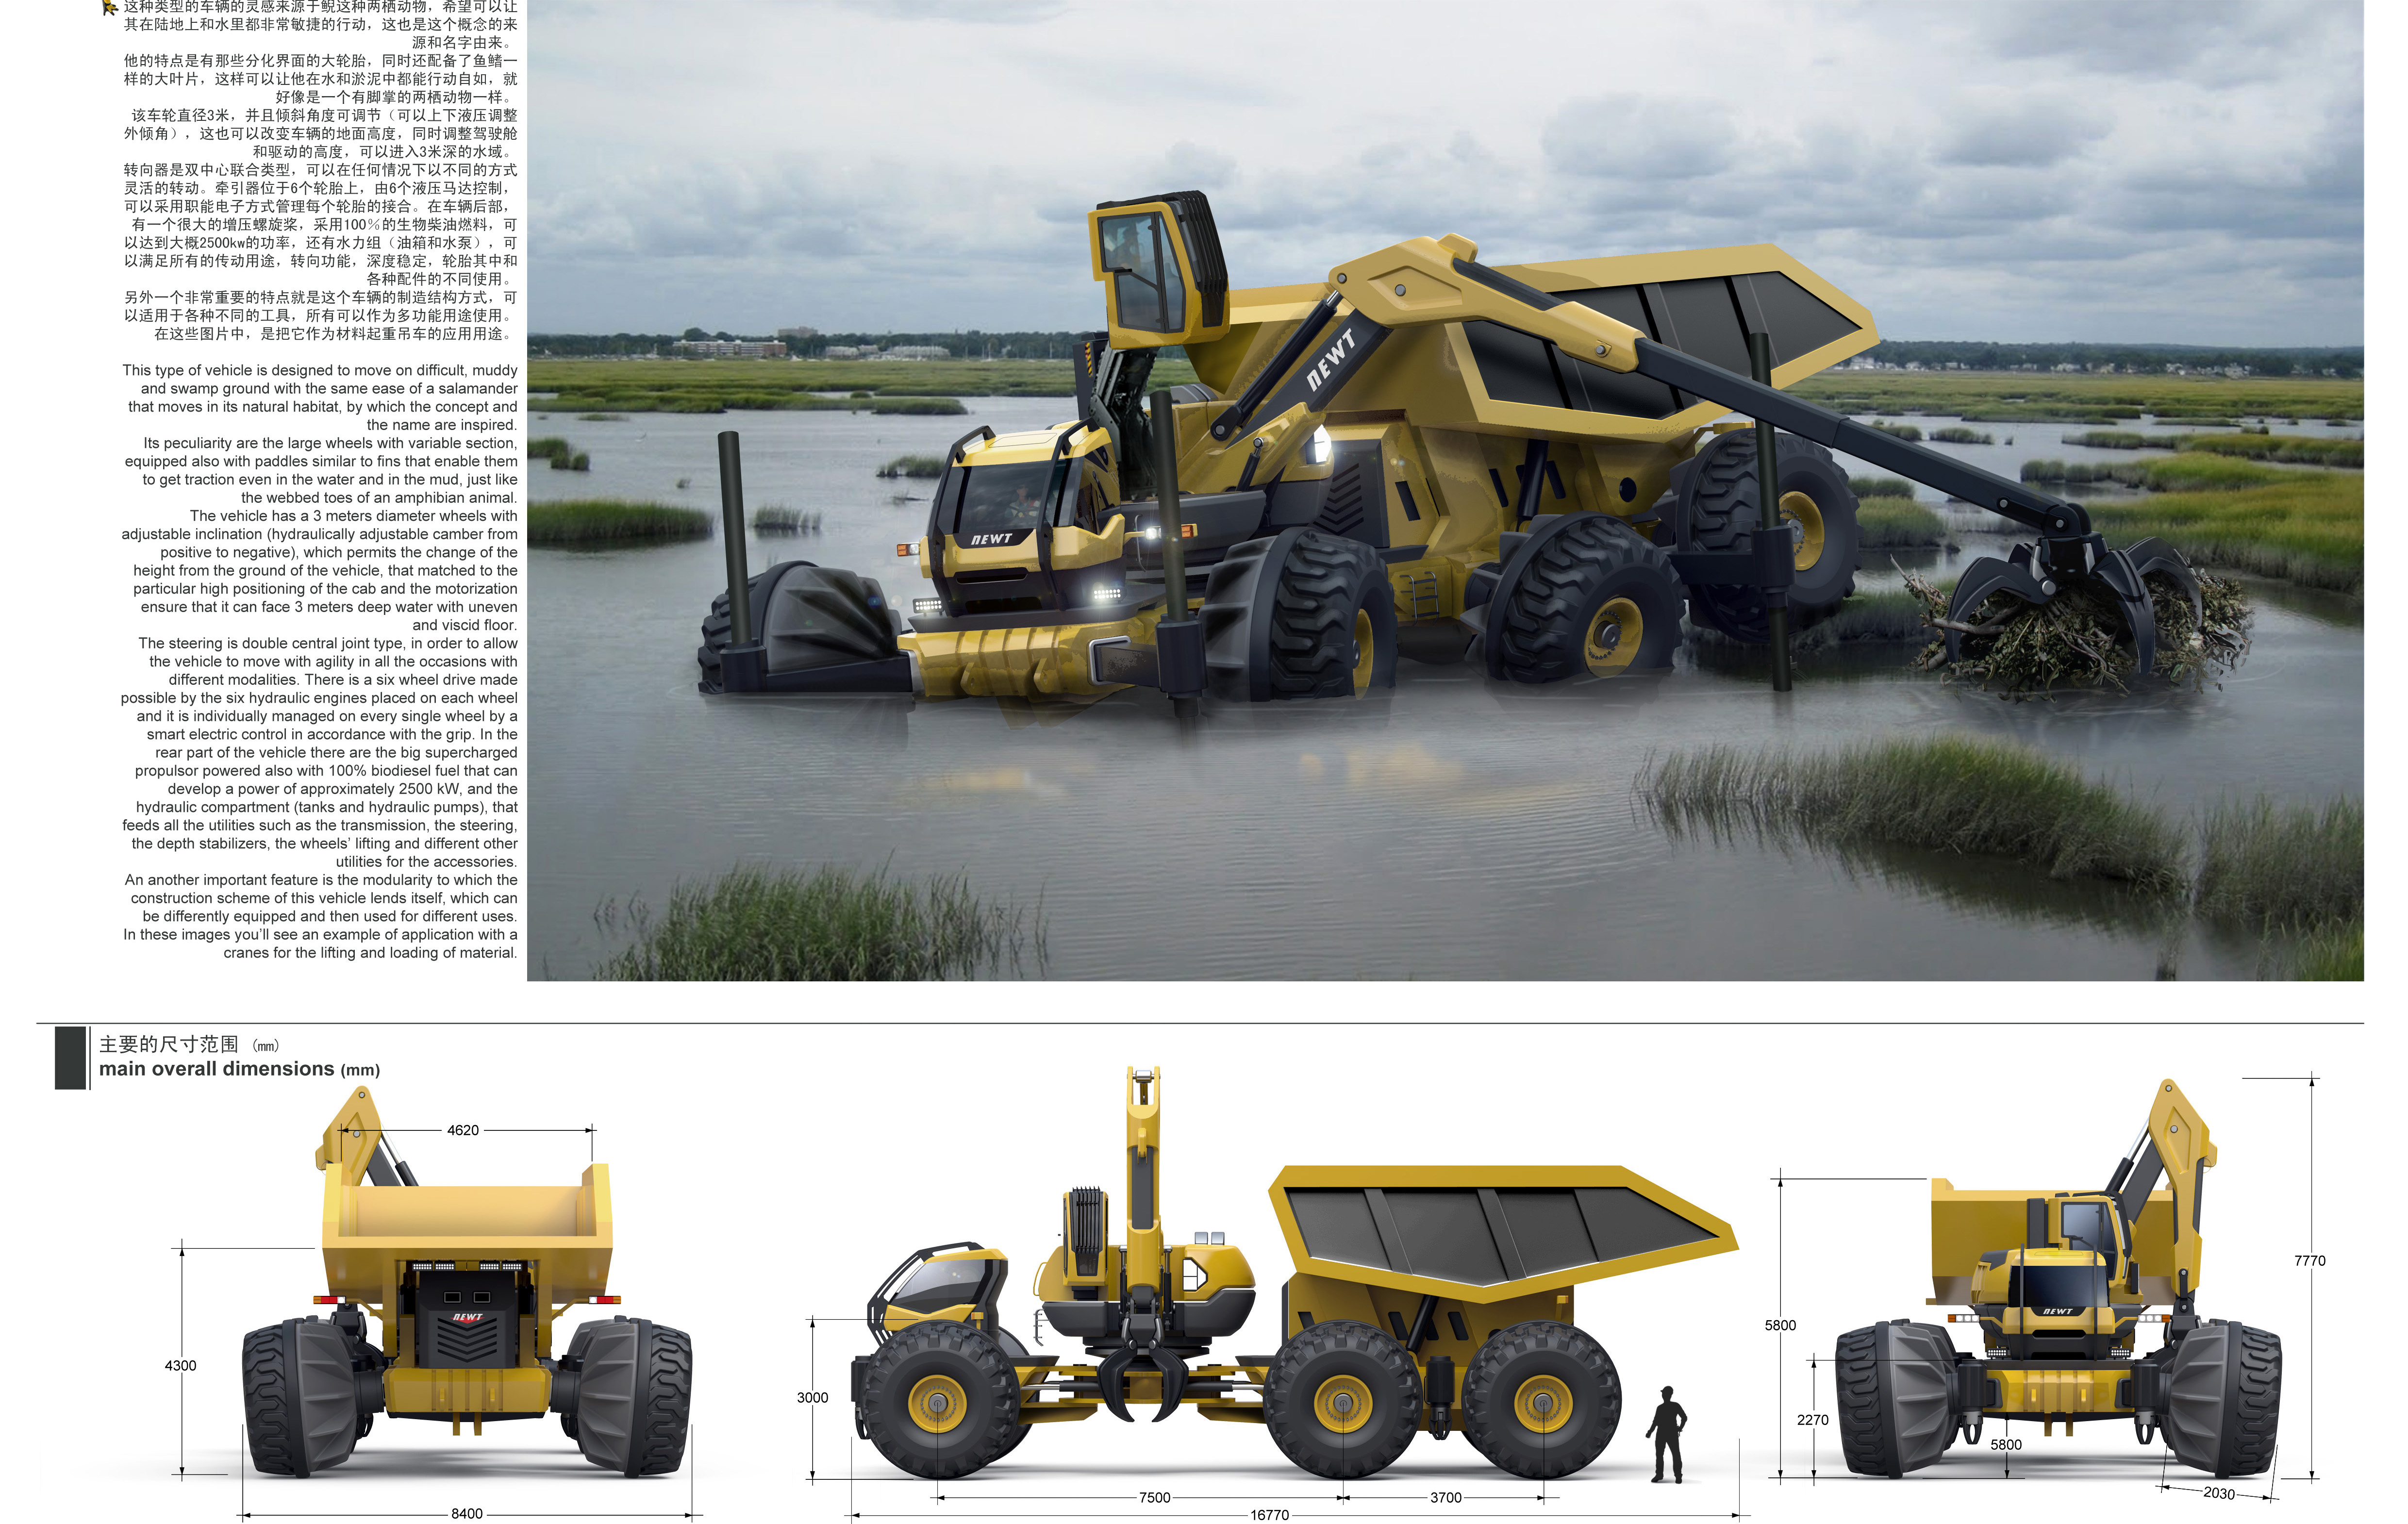 这种类型的车辆的灵感来源于鲵这种两栖动物，希望可以让
其在陆地上和水里都非常敏捷的行动，这也是这个概念的来
源和名字由来。
他的特点是有那些分化界面的大轮胎，同时还配备了鱼鳍一
样的大叶片，这样可以让他在水和淤泥中都能行动自如，就
好像是一个有脚掌的两栖动物一样。
该车轮直径3米，并且倾斜角度可调节（可以上下液压调整
外倾角），这也可以改变车辆的地面高度，同时调整驾驶舱
和驱动的高度，可以进入3米深的水域。
转向器是双中心联合类型，可以在任何情况下以不同的方式
灵活的转动。牵引器位于6个轮胎上，由6个液压马达控制，
可以采用职能电子方式管理每个轮胎的接合。在车辆后部，
有一个很大的增压螺旋桨，采用100％的生物柴油燃料，可
以达到大概2500kw的功率，还有水力组（油箱和水泵），可
以满足所有的传动用途，转向功能，深度稳定，轮胎其中和
各种配件的不同使用。
另外一个非常重要的特点就是这个车辆的制造结构方式，可
以适用于各种不同的工具，所有可以作为多功能用途使用。
在这些图片中，是把它作为材料起重吊车的应用用途。
This type of vehicle is designed to move on difficult, muddy
and swamp ground with the same ease of a salamander
that moves in its natural habitat, by which the concept and
the name are inspired.
Its peculiarity are the large wheels with variable section,
equipped also with paddles similar to fins that enable them
to get traction even in the water and in the mud, just like
the webbed toes of an amphibian animal.
The vehicle has a 3 meters diameter wheels with
adjustable inclination (hydraulically adjustable camber from
positive to negative), which permits the change of the
height from the ground of the vehicle, that matched to the
particular high positioning of the cab and the motorization
ensure that it can face 3 meters deep water with uneven
and viscid floor.
The steering is double central joint type, in order to allow
the vehicle to move with agility in all the occasions with
different modalities. There is a six wheel drive made
possible by the six hydraulic engines placed on each wheel
and it is individually managed on every single wheel by a
smart electric control in accordance with the grip. In the
rear part of the vehicle there are the big supercharged
propulsor powered also with 100% biodiesel fuel that can
develop a power of approximately 2500 kW, and the
hydraulic compartment (tanks and hydraulic pumps), that
feeds all the utilities such as the transmission, the steering,
the depth stabilizers, the wheels' lifting and different other
utilities for the accessories.
An another important feature is the modularity to which the
construction scheme of this vehicle lends itself, which can
be differently equipped and then used for different uses.
In these images you'll see an example of application with a
cranes for the lifting and loading of material.
NEWT
NEWT
主要的尺寸范围 （mm）
main overall dimensions (mm)
4620
4300
NEWT
8400
3000
7500
3700
16770
7770
5800
NEWT
2270
5800
2030